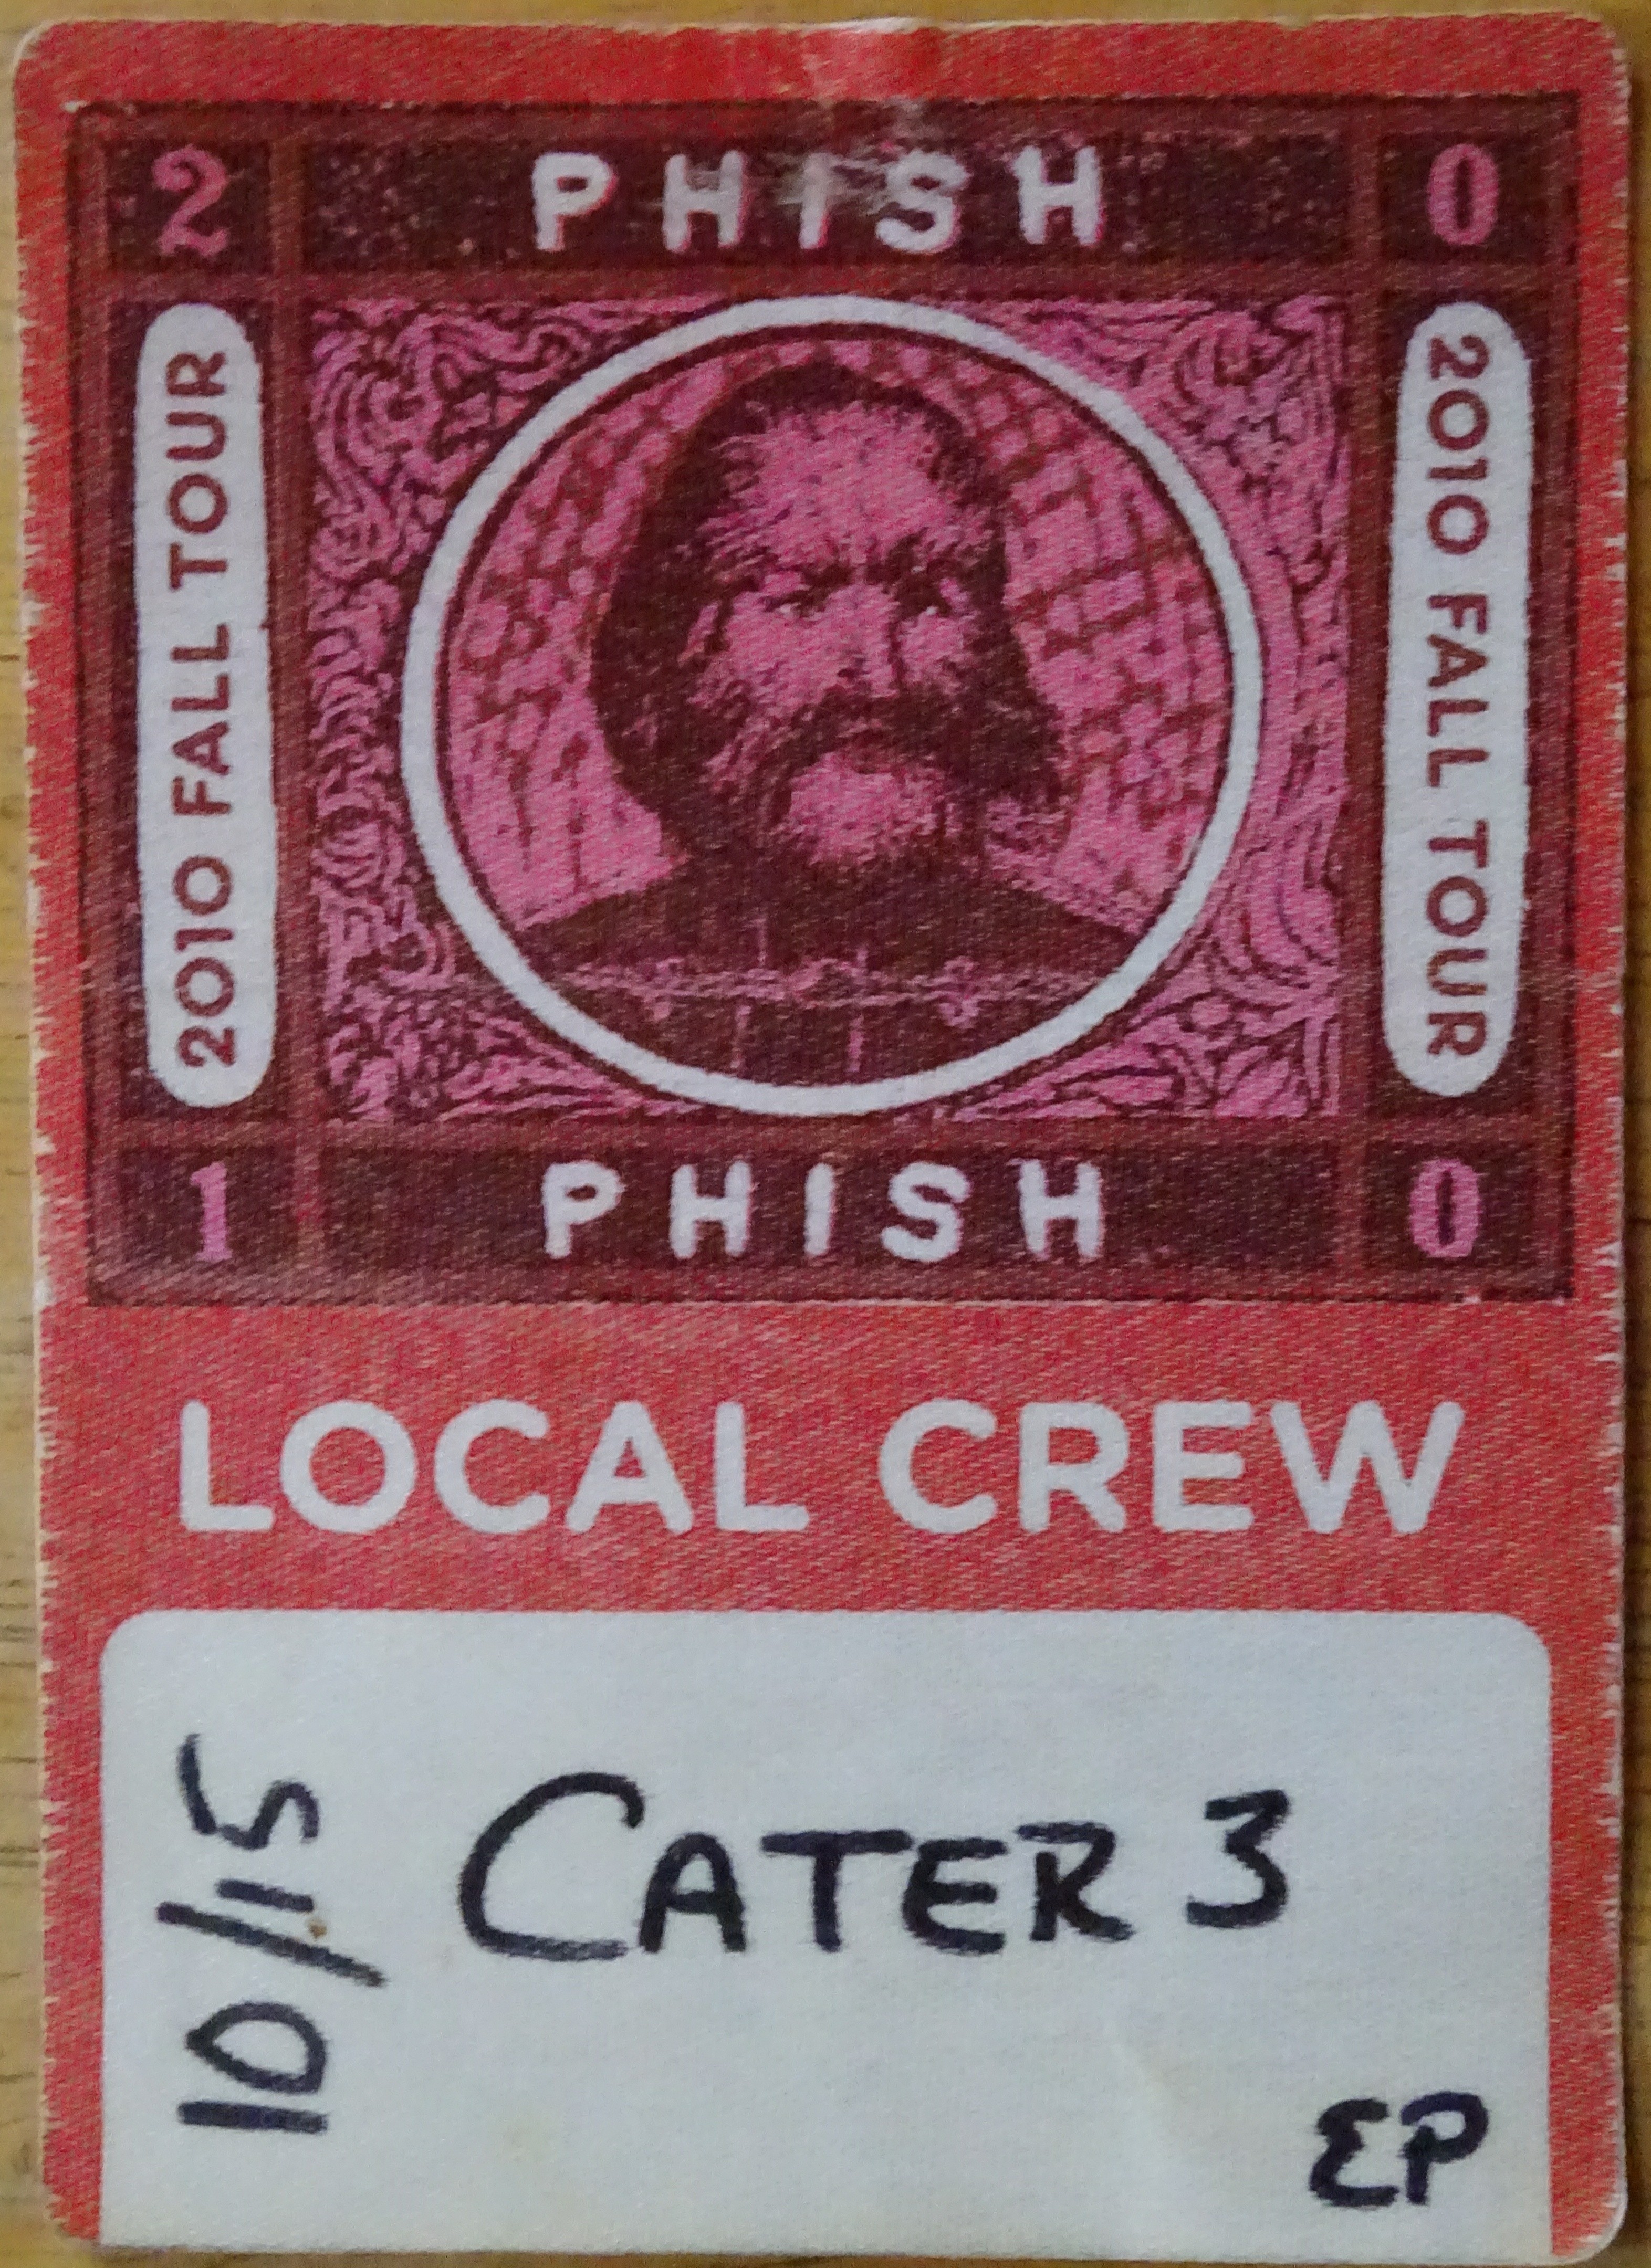 2 PHISH 0
2010 FALL TOUR
2010 FALL TOUR
1 PHISH 0
LOCAL CREW
10/15
CATER 3
EP